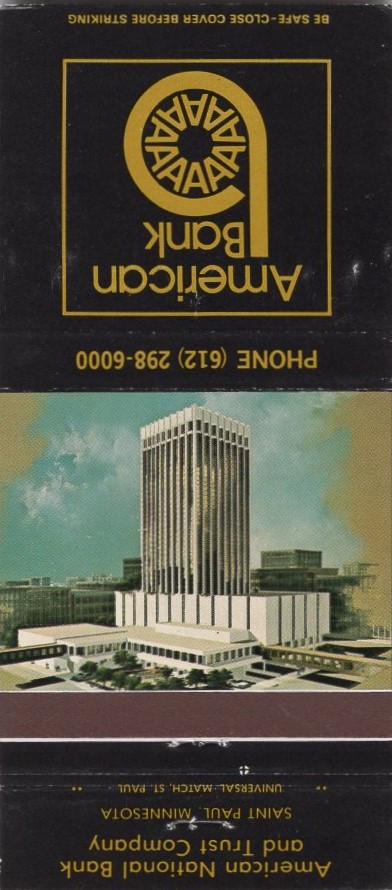 American
Bank
AAAAAAAAAAAA
BE SAFE-CLOSE COVER BEFORE STRIKING
PHONE (612) 298-6000
American National Bank
and Trust Company
SAINT PAUL, MINNESOTA
UNIVERSAL MATCH, ST. PAUL